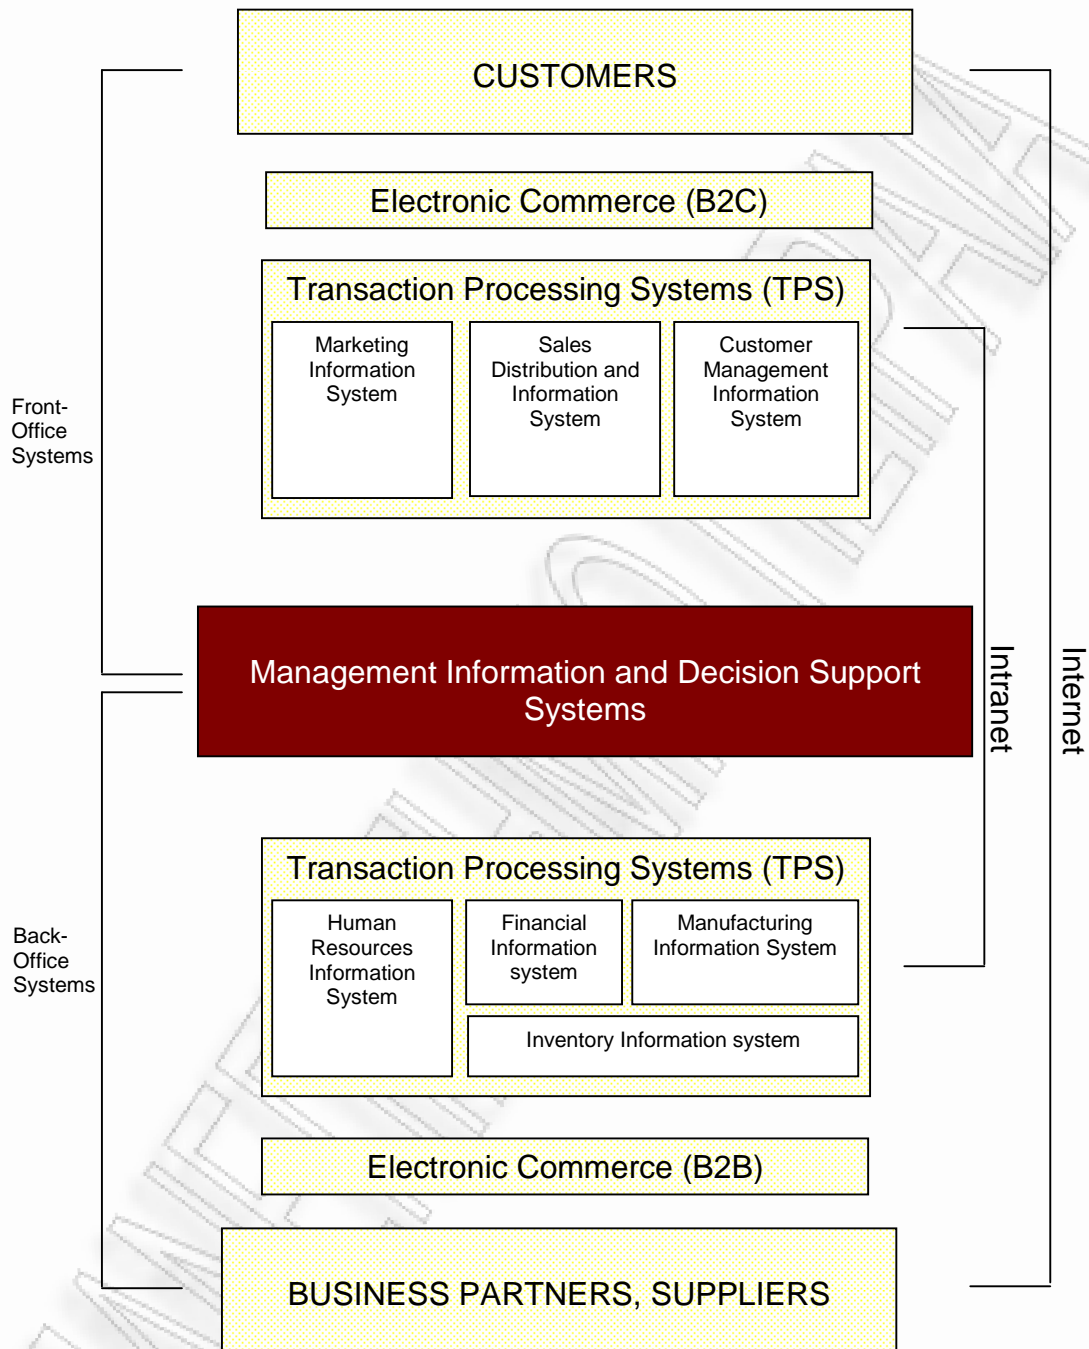 CUSTOMERS
Electronic Commerce (B2C)
Transaction Processing Systems (TPS)
Marketing
Information
System
Sales
Distribution and
Information
System
Customer
Management
Information
System
Front-
Office
Systems
Management Information and Decision Support
Systems
Intranet
Internet
Transaction Processing Systems (TPS)
Human
Resources
Information
System
Financial
Information
system
Manufacturing
Information System
Inventory Information system
Back-
Office
Systems
Electronic Commerce (B2B)
BUSINESS PARTNERS, SUPPLIERS